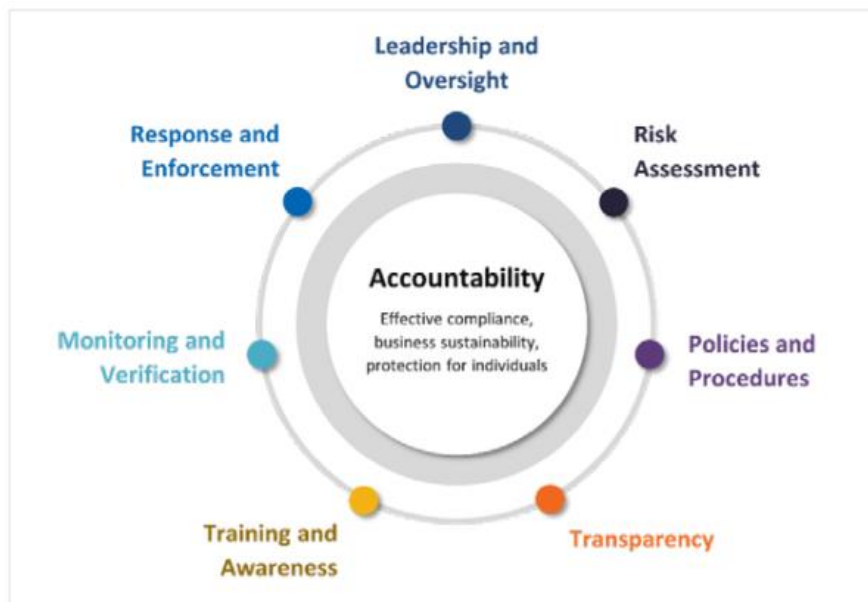 Leadership and
Oversight
Risk
Assessment
Policies and
Procedures
Transparency
Training and
Awareness
Monitoring and
Verification
Response and
Enforcement
Accountability
Effective compliance,
business sustainability,
protection for individuals